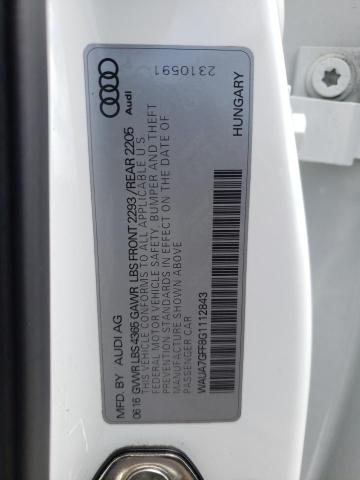 MFD. BY AUDI AG
06 16 GVWR LBS 4365 GAWR LBS FRONT 2293 / REAR 2205
THIS VEHICLE CONFORMS TO ALL APPLICABLE U.S.
FEDERAL MOTOR VEHICLE SAFETY, BUMPER AND THEFT
PREVENTION STANDARDS IN EFFECT ON THE DATE OF
MANUFACTURE SHOWN ABOVE.
PASSENGER CAR
WAUA7GFF8G1112843
HUNGARY
Audi
2310591